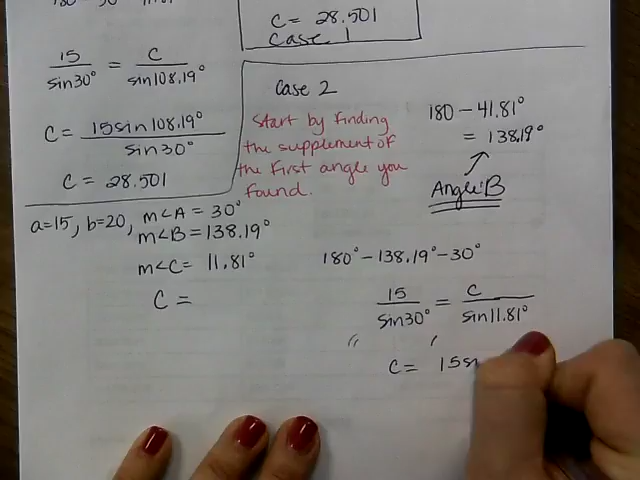 C = 28.501
Case 1
15/sin30° = C/sin108.19°
C = 15sin108.19°/sin30°
C = 28.501
Case 2
Start by finding
the supplement of
the first angle you
found.
180 - 41.81°
= 138.19°
Angle B
a=15, b=20, m∠A = 30°
m∠B = 138.19°
m∠C = 11.81°
C =
180° - 138.19° - 30°
15/sin30° = C/sin11.81°
C = 15si